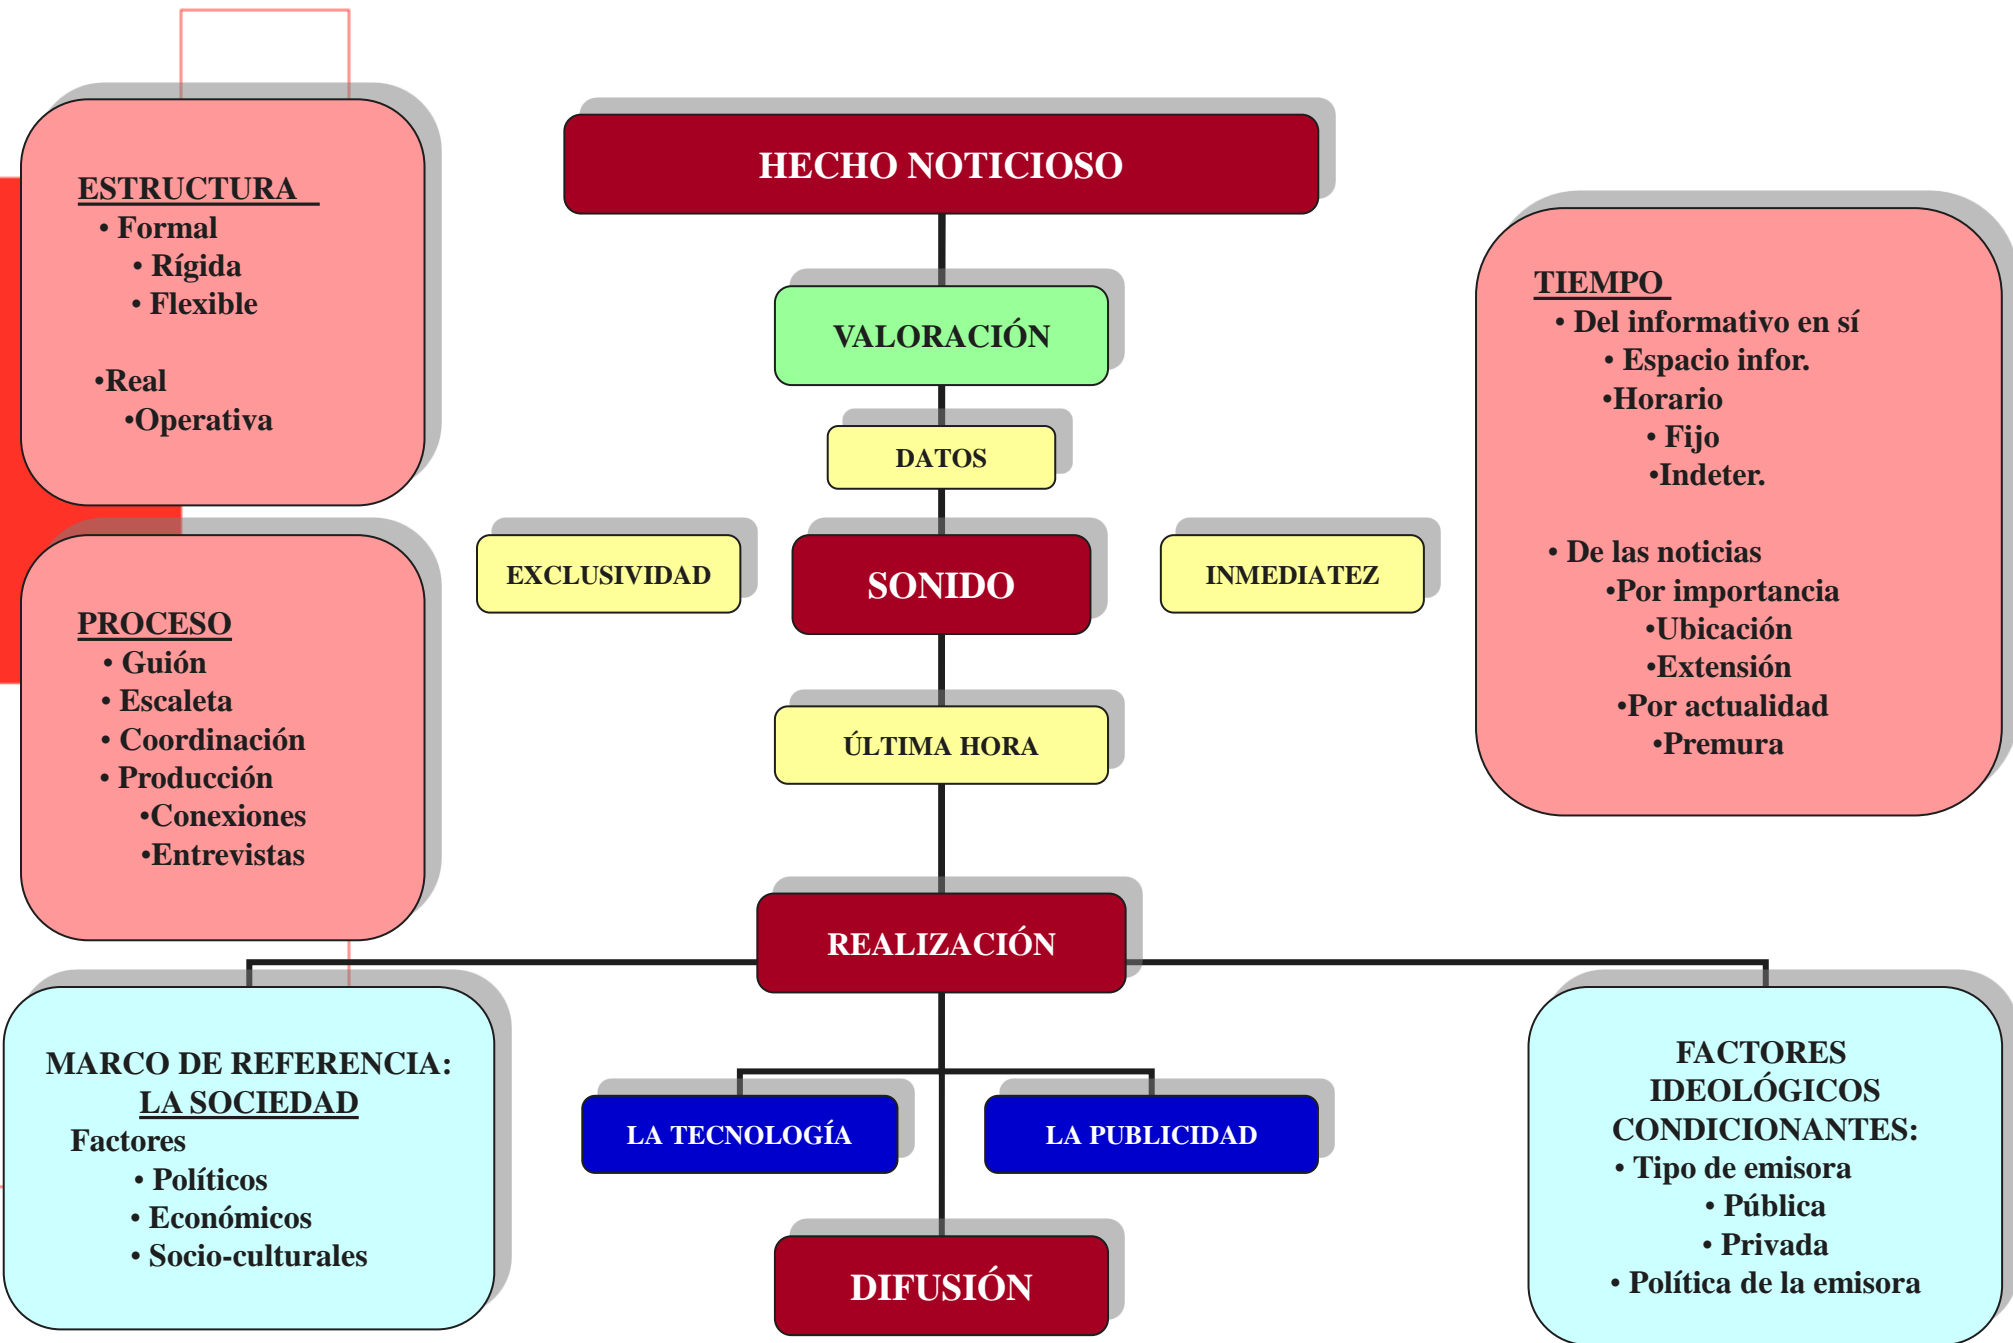 HECHO NOTICIOSO
ESTRUCTURA
• Formal
• Rígida
• Flexible
•Real
•Operativa
VALORACIÓN
DATOS
EXCLUSIVIDAD
SONIDO
INMEDIATEZ
TIEMPO
• Del informativo en sí
• Espacio infor.
•Horario
• Fijo
•Indeter.
• De las noticias
•Por importancia
•Ubicación
•Extensión
•Por actualidad
•Premura
PROCESO
• Guión
• Escaleta
• Coordinación
• Producción
•Conexiones
•Entrevistas
ÚLTIMA HORA
REALIZACIÓN
MARCO DE REFERENCIA:
LA SOCIEDAD
Factores
• Políticos
• Económicos
• Socio-culturales
LA TECNOLOGÍA
LA PUBLICIDAD
FACTORES
IDEOLÓGICOS
CONDICIONANTES:
• Tipo de emisora
• Pública
• Privada
• Política de la emisora
DIFUSIÓN